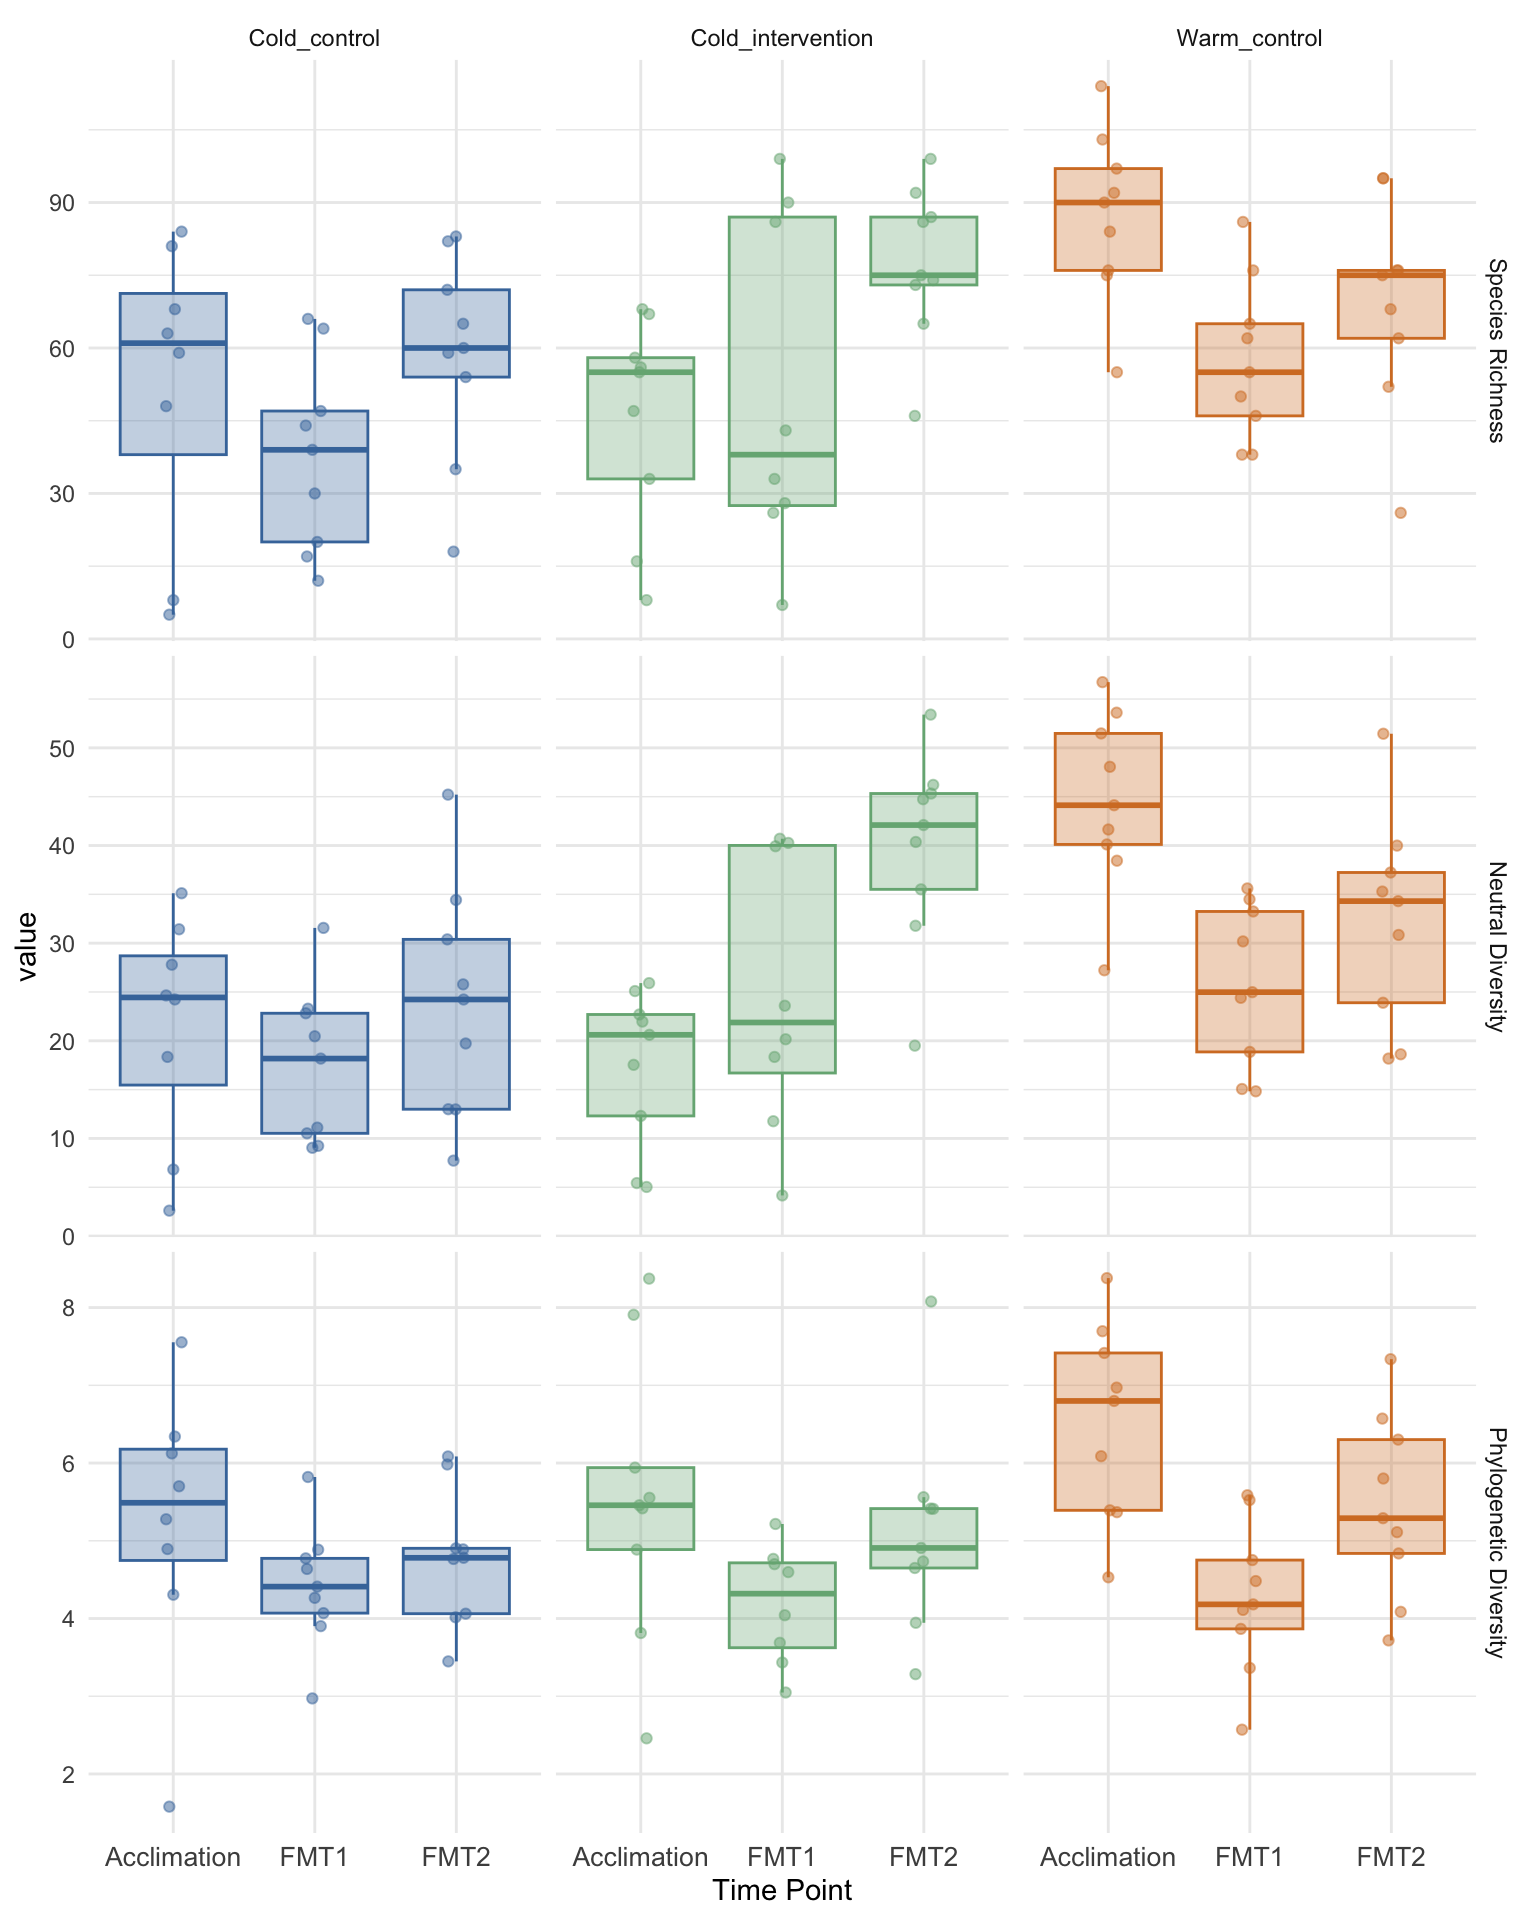 Cold_control Cold_intervention Warm_control
90
60
30
0
Species Richness
50
40
30
20
10
0
Neutral Diversity
8
6
4
2
Phylogenetic Diversity
value
Acclimation FMT1 FMT2 Acclimation FMT1 FMT2 Acclimation FMT1 FMT2
Time Point